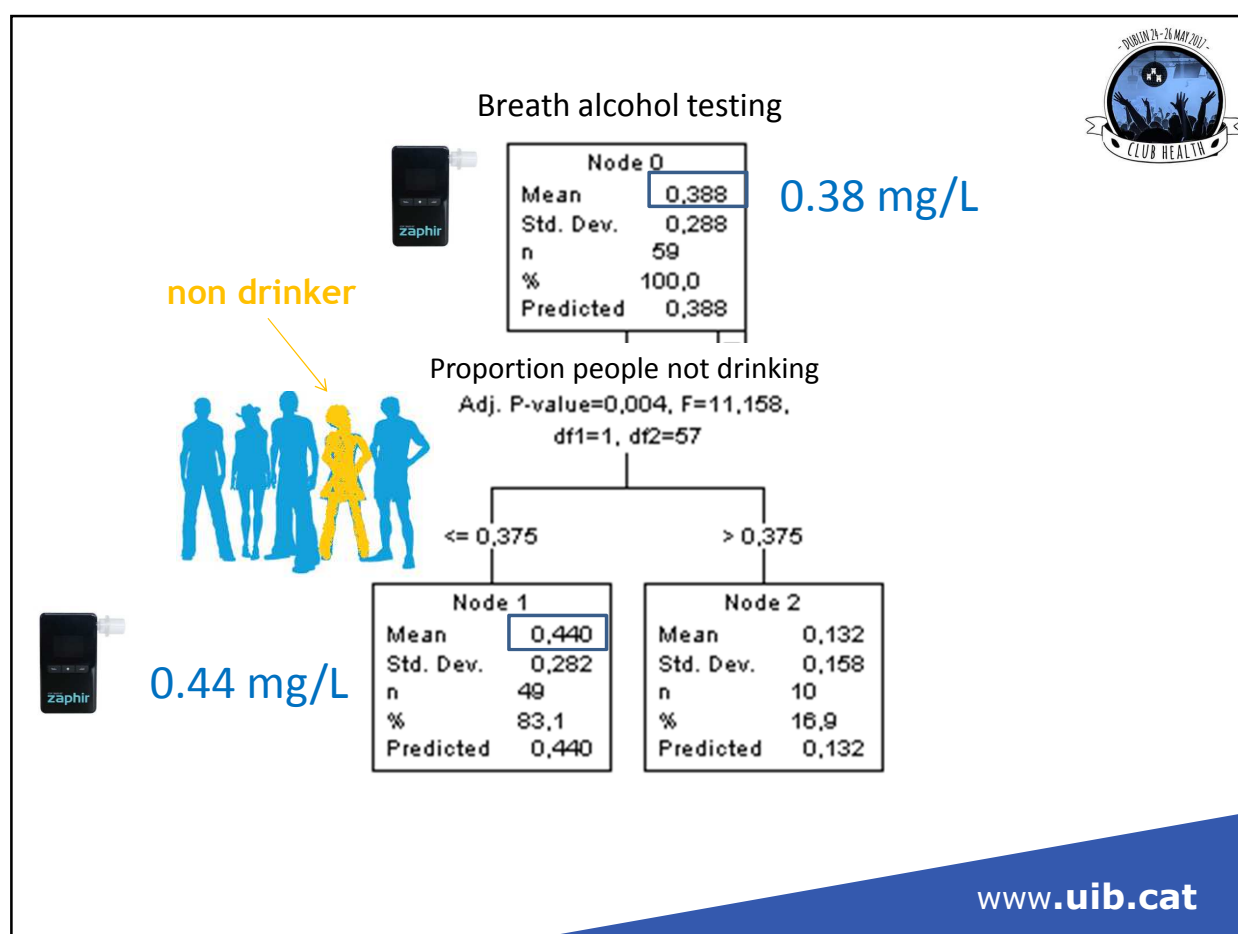 - DUBLIN 24-26 MAY 2017 -
CLUB HEALTH
Breath alcohol testing
zaphir
Node 0
Mean 0,388
Std. Dev. 0,288
n 59
% 100,0
Predicted 0,388
0.38 mg/L
non drinker
Proportion people not drinking
Adj. P-value=0,004, F=11,158,
df1=1, df2=57
<= 0,375
> 0,375
zaphir
0.44 mg/L
Node 1
Mean 0,440
Std. Dev. 0,282
n 49
% 83,1
Predicted 0,440
Node 2
Mean 0,132
Std. Dev. 0,158
n 10
% 16,9
Predicted 0,132
www.uib.cat